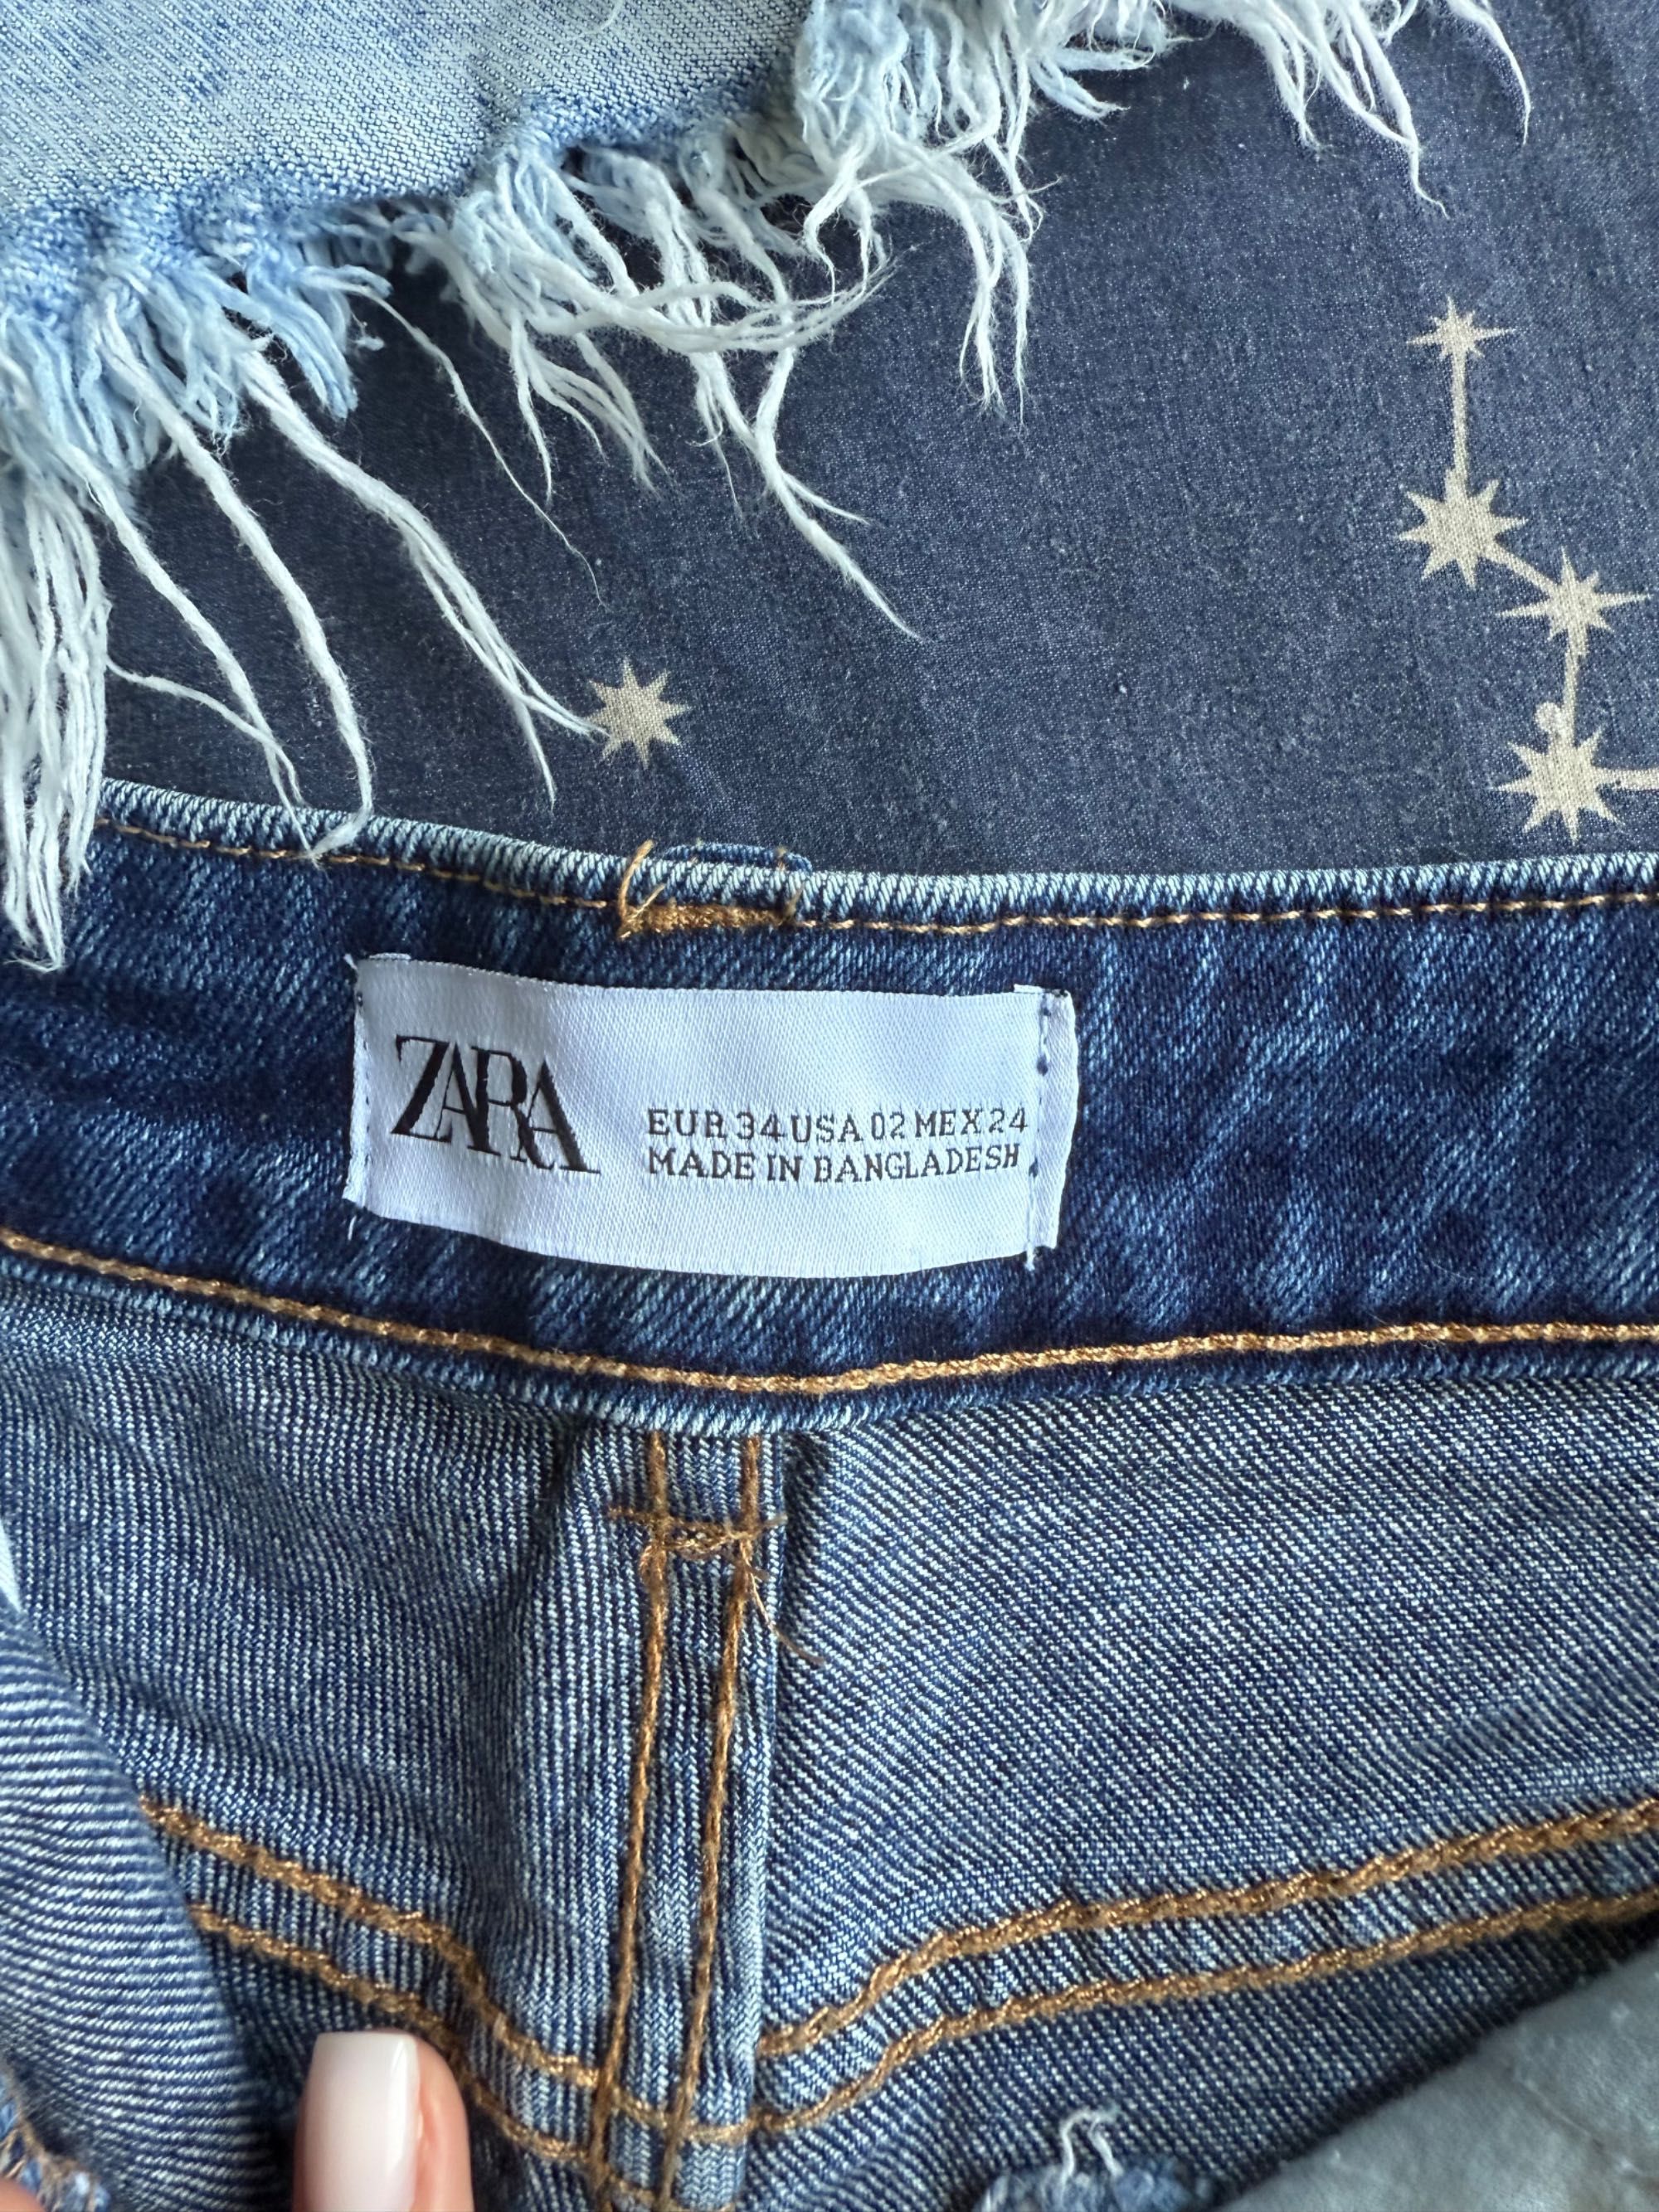 ZARA
EUR 34 USA 02 MEX 24
MADE IN BANGLADESH